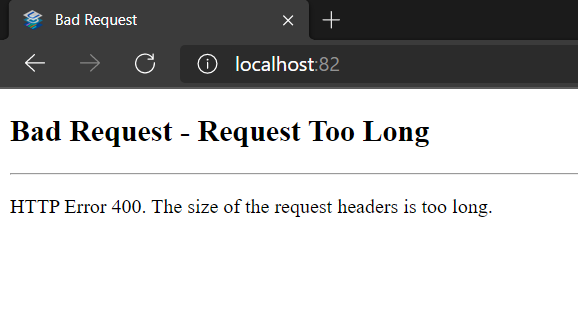 Bad Request
localhost:82
Bad Request - Request Too Long
HTTP Error 400. The size of the request headers is too long.